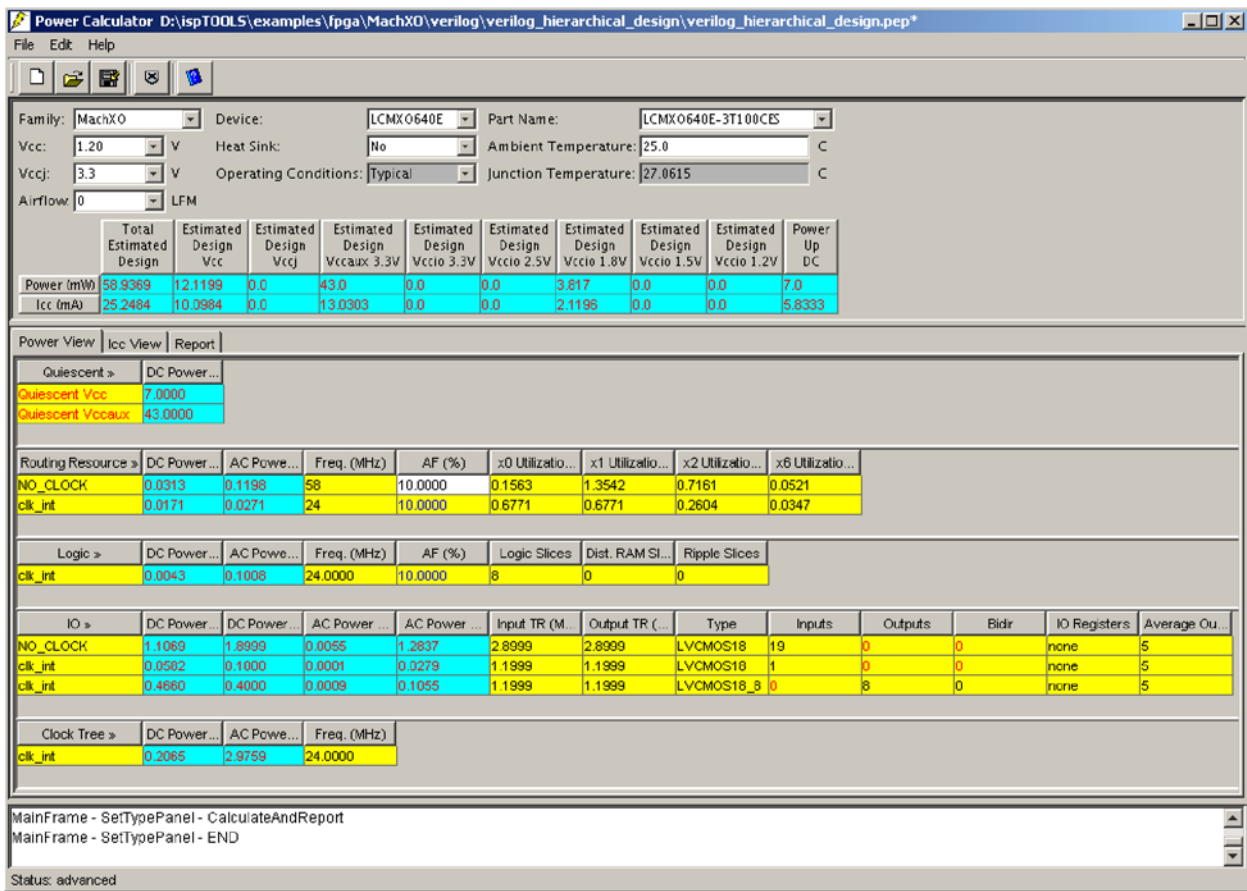 Power Calculator D:\ispTOOLS\examples\fpga\MachXO\verilog\verilog_hierarchical_design\verilog_hierarchical_design.pep*
File Edit Help
Family: MachXO Device: LCMXO640E Part Name: LCMXO640E-3T100CES
Vcc: 1.20 V Heat Sink: No Ambient Temperature: 25.0 C
Vccj: 3.3 V Operating Conditions: Typical Junction Temperature: 27.0615 C
Airflow: 0 LFM
Total Estimated Design Estimated Design Vcc Estimated Design Vccj Estimated Design Vccaux 3.3V Estimated Design Vccio 3.3V Estimated Design Vccio 2.5V Estimated Design Vccio 1.8V Estimated Design Vccio 1.5V Estimated Design Vccio 1.2V Power Up DC
Power (mW) 58.9369 12.1199 0.0 43.0 0.0 0.0 3.817 0.0 0.0 7.0
Icc (mA) 25.2484 10.0984 0.0 13.0303 0.0 0.0 2.1196 0.0 0.0 5.8333
Power View Icc View Report
Quiescent » DC Power...
Quiescent Vcc 7.0000
Quiescent Vccaux 43.0000
Routing Resource » DC Power... AC Powe... Freq. (MHz) AF (%) x0 Utilizatio... x1 Utilizatio... x2 Utilizatio... x6 Utilizatio...
NO_CLOCK 0.0313 0.1198 58 10.0000 0.1563 1.3542 0.7161 0.0521
clk_int 0.0171 0.0271 24 10.0000 0.6771 0.6771 0.2604 0.0347
Logic » DC Power... AC Powe... Freq. (MHz) AF (%) Logic Slices Dist. RAM Sl... Ripple Slices
clk_int 0.0043 0.1008 24.0000 10.0000 8 0 0
IO » DC Power... DC Power... AC Power ... AC Power ... Input TR (M... Output TR (... Type Inputs Outputs Bidir IO Registers Average Ou...
NO_CLOCK 1.1069 1.8999 0.0055 1.2837 2.8999 2.8999 LVCMOS18 19 0 0 none 5
clk_int 0.0582 0.1000 0.0001 0.0279 1.1999 1.1999 LVCMOS18 1 0 0 none 5
clk_int 0.4660 0.4000 0.0009 0.1055 1.1999 1.1999 LVCMOS18_8 0 8 0 none 5
Clock Tree » DC Power... AC Powe... Freq. (MHz)
clk_int 0.2065 2.9759 24.0000
MainFrame - SetTypePanel - CalculateAndReport
MainFrame - SetTypePanel - END
Status: advanced